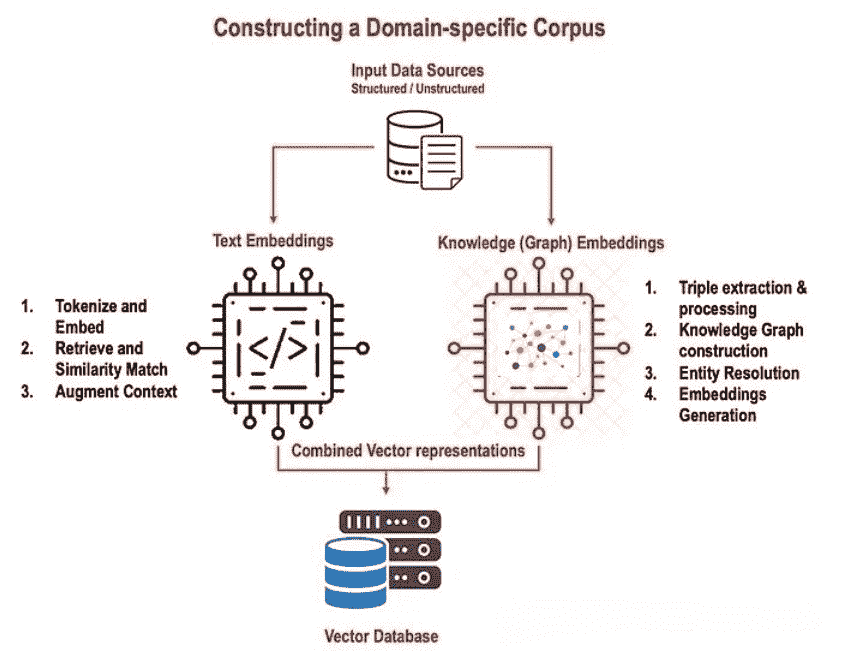 Constructing a Domain-specific Corpus
Input Data Sources
Structured / Unstructured
Text Embeddings
Knowledge (Graph) Embeddings
1. Tokenize and
Embed
2. Retrieve and
Similarity Match
3. Augment Context
</>
1. Triple extraction &
processing
2. Knowledge Graph
construction
3. Entity Resolution
4. Embeddings
Generation
Combined Vector representations
Vector Database